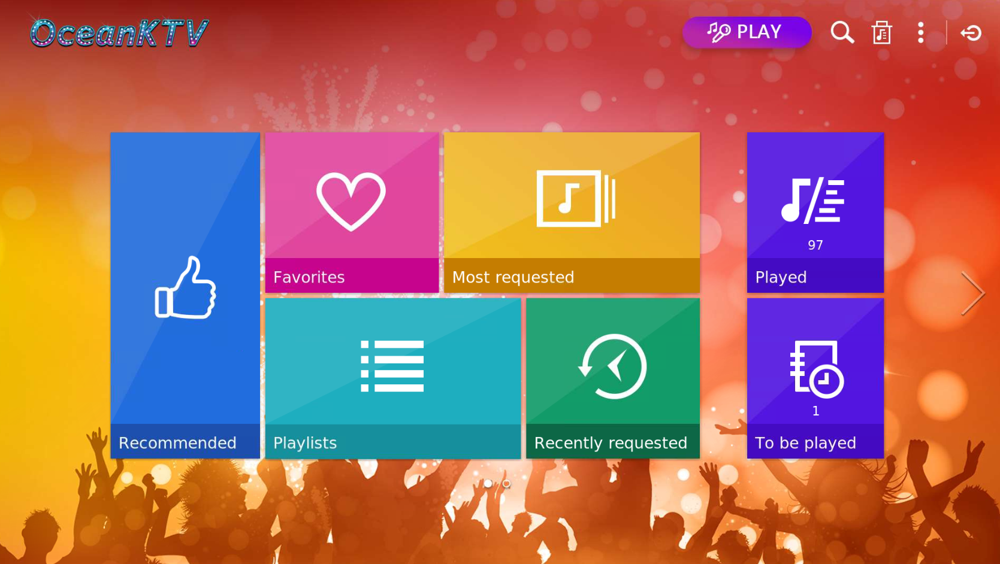 OceanKTV
PLAY
Favorites
Most requested
97
Played
Recommended
Playlists
Recently requested
1
To be played